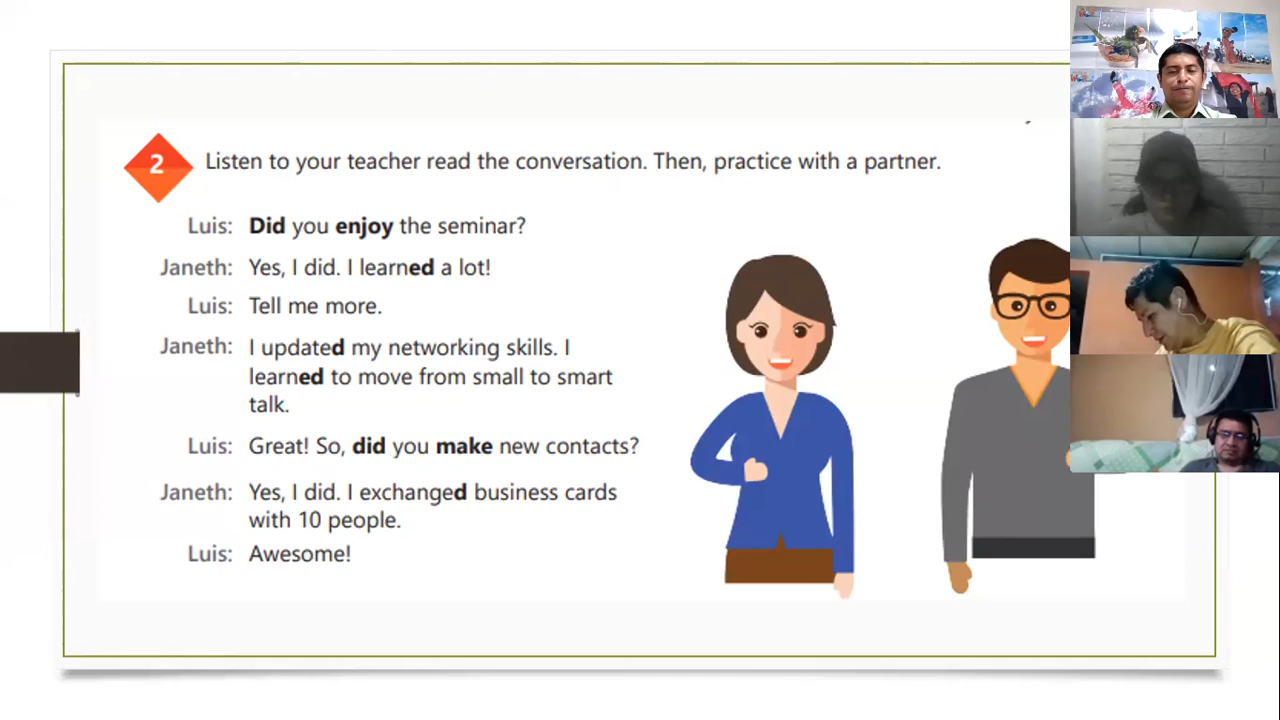 2
Listen to your teacher read the conversation. Then, practice with a partner.
Luis: Did you enjoy the seminar?
Janeth: Yes, I did. I learned a lot!
Luis: Tell me more.
Janeth: I updated my networking skills. I
learned to move from small to smart
talk.
Luis: Great! So, did you make new contacts?
Janeth: Yes, I did. I exchanged business cards
with 10 people.
Luis: Awesome!